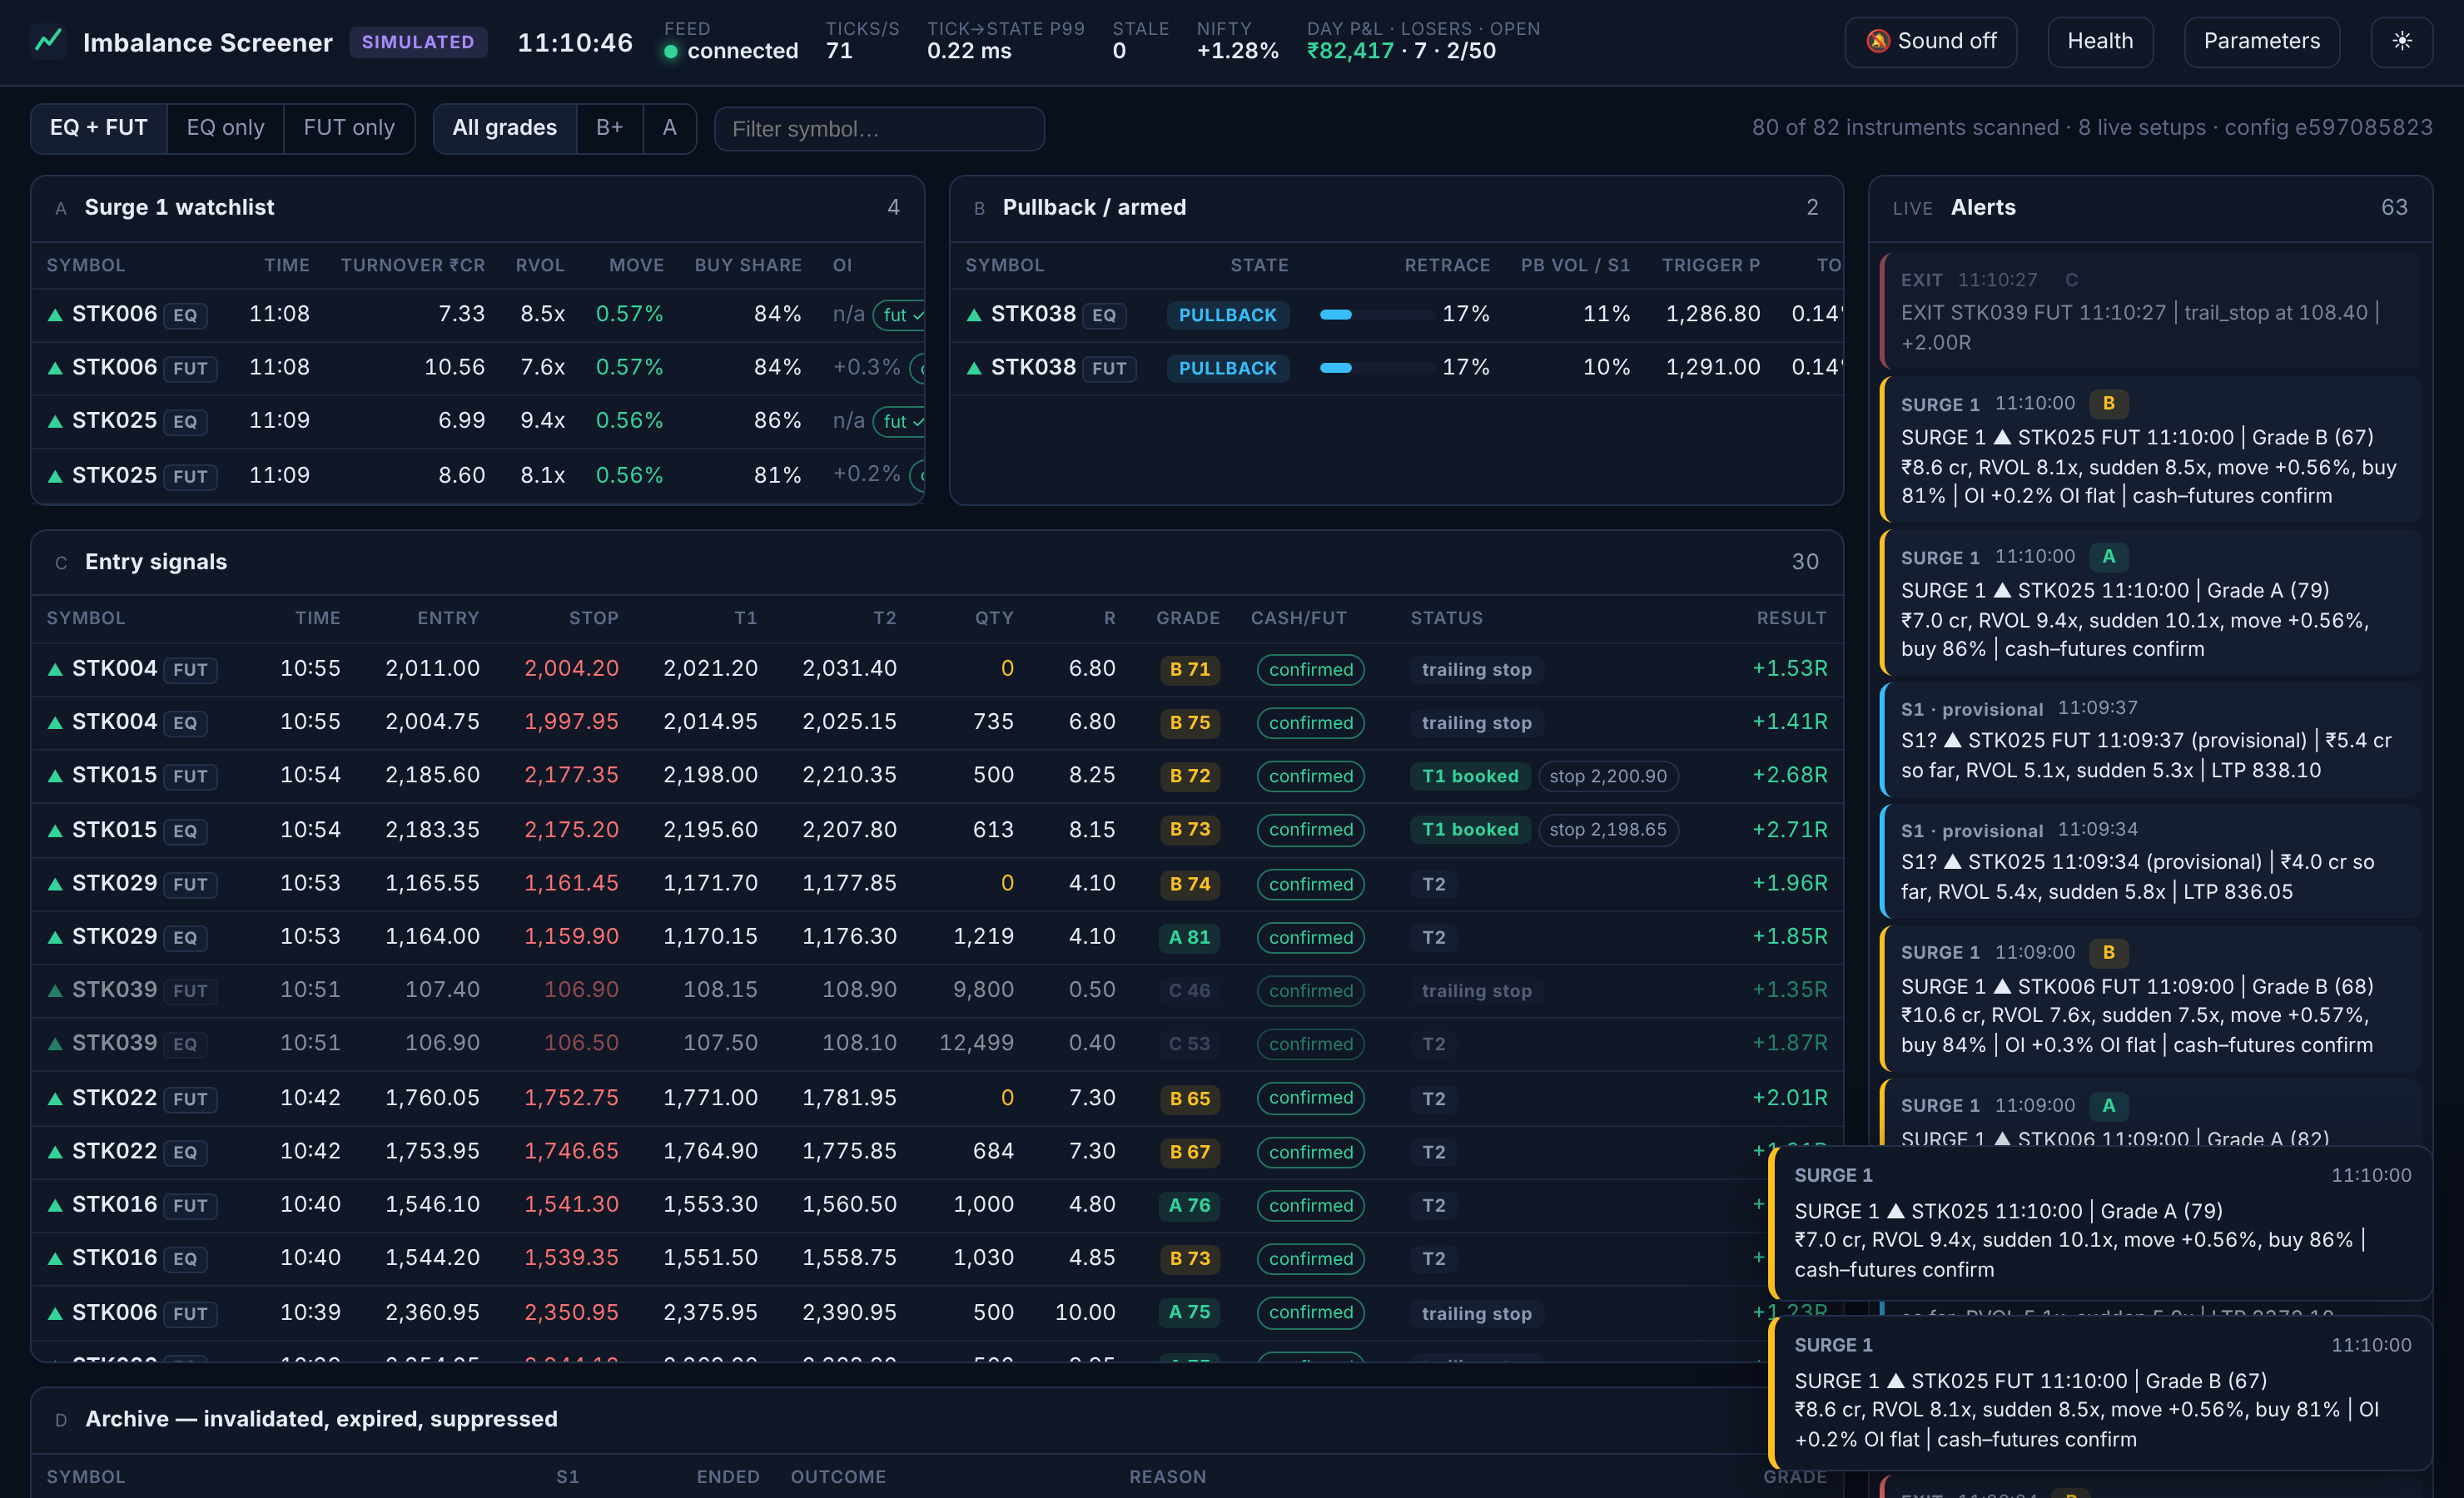 Imbalance Screener SIMULATED 11:10:46
FEED connected
TICKS/S 71
TICK→STATE P99 0.22 ms
STALE 0
NIFTY +1.28%
DAY P&L · LOSERS · OPEN ₹82,417 · 7 · 2/50
Sound off Health Parameters
EQ + FUT EQ only FUT only All grades B+ A Filter symbol...
80 of 82 instruments scanned · 8 live setups · config e597085823
A Surge 1 watchlist 4
SYMBOL TIME TURNOVER ₹CR RVOL MOVE BUY SHARE OI
▲ STK006 EQ 11:08 7.33 8.5x 0.57% 84% n/a fut ✓
▲ STK006 FUT 11:08 10.56 7.6x 0.57% 84% +0.3%
▲ STK025 EQ 11:09 6.99 9.4x 0.56% 86% n/a fut ✓
▲ STK025 FUT 11:09 8.60 8.1x 0.56% 81% +0.2%
B Pullback / armed 2
SYMBOL STATE RETRACE PB VOL / S1 TRIGGER P TO
▲ STK038 EQ PULLBACK 17% 11% 1,286.80 0.14
▲ STK038 FUT PULLBACK 17% 10% 1,291.00 0.14
C Entry signals 30
SYMBOL TIME ENTRY STOP T1 T2 QTY R GRADE CASH/FUT STATUS RESULT
▲ STK004 FUT 10:55 2,011.00 2,004.20 2,021.20 2,031.40 0 6.80 B 71 confirmed trailing stop +1.53R
▲ STK004 EQ 10:55 2,004.75 1,997.95 2,014.95 2,025.15 735 6.80 B 75 confirmed trailing stop +1.41R
▲ STK015 FUT 10:54 2,185.60 2,177.35 2,198.00 2,210.35 500 8.25 B 72 confirmed T1 booked stop 2,200.90 +2.68R
▲ STK015 EQ 10:54 2,183.35 2,175.20 2,195.60 2,207.80 613 8.15 B 73 confirmed T1 booked stop 2,198.65 +2.71R
▲ STK029 FUT 10:53 1,165.55 1,161.45 1,171.70 1,177.85 0 4.10 B 74 confirmed T2 +1.96R
▲ STK029 EQ 10:53 1,164.00 1,159.90 1,170.15 1,176.30 1,219 4.10 A 81 confirmed T2 +1.85R
▲ STK039 FUT 10:51 107.40 106.90 108.15 108.90 9,800 0.50 C 46 confirmed trailing stop +1.35R
▲ STK039 EQ 10:51 106.90 106.50 107.50 108.10 12,499 0.40 C 53 confirmed T2 +1.87R
▲ STK022 FUT 10:42 1,760.05 1,752.75 1,771.00 1,781.95 0 7.30 B 65 confirmed T2 +2.01R
▲ STK022 EQ 10:42 1,753.95 1,746.65 1,764.90 1,775.85 684 7.30 B 67 confirmed T2
▲ STK016 FUT 10:40 1,546.10 1,541.30 1,553.30 1,560.50 1,000 4.80 A 76 confirmed T2 +
▲ STK016 EQ 10:40 1,544.20 1,539.35 1,551.50 1,558.75 1,030 4.85 B 73 confirmed T2 +
▲ STK006 FUT 10:39 2,360.95 2,350.95 2,375.95 2,390.95 500 10.00 A 75 confirmed trailing stop +1.23R
D Archive — invalidated, expired, suppressed
SYMBOL S1 ENDED OUTCOME REASON GRADE
LIVE Alerts 63
EXIT 11:10:27 C
EXIT STK039 FUT 11:10:27 | trail_stop at 108.40 |
+2.00R
SURGE 1 11:10:00 B
SURGE 1 ▲ STK025 FUT 11:10:00 | Grade B (67)
₹8.6 cr, RVOL 8.1x, sudden 8.5x, move +0.56%, buy
81% | OI +0.2% OI flat | cash–futures confirm
SURGE 1 11:10:00 A
SURGE 1 ▲ STK025 11:10:00 | Grade A (79)
₹7.0 cr, RVOL 9.4x, sudden 10.1x, move +0.56%,
buy 86% | cash–futures confirm
S1 · provisional 11:09:37
S1? ▲ STK025 FUT 11:09:37 (provisional) | ₹5.4 cr
so far, RVOL 5.1x, sudden 5.3x | LTP 838.10
S1 · provisional 11:09:34
S1? ▲ STK025 11:09:34 (provisional) | ₹4.0 cr so
far, RVOL 5.4x, sudden 5.8x | LTP 836.05
SURGE 1 11:09:00 B
SURGE 1 ▲ STK006 FUT 11:09:00 | Grade B (68)
₹10.6 cr, RVOL 7.6x, sudden 7.5x, move +0.57%,
buy 84% | OI +0.3% OI flat | cash–futures confirm
SURGE 1 11:09:00 A
SURGE 1 ▲ STK006 11:09:00 | Grade A (82)
SURGE 1 11:10:00
SURGE 1 ▲ STK025 11:10:00 | Grade A (79)
₹7.0 cr, RVOL 9.4x, sudden 10.1x, move +0.56%, buy 86% |
cash–futures confirm
SURGE 1 11:10:00
SURGE 1 ▲ STK025 FUT 11:10:00 | Grade B (67)
₹8.6 cr, RVOL 8.1x, sudden 8.5x, move +0.56%, buy 81% | OI
+0.2% OI flat | cash–futures confirm